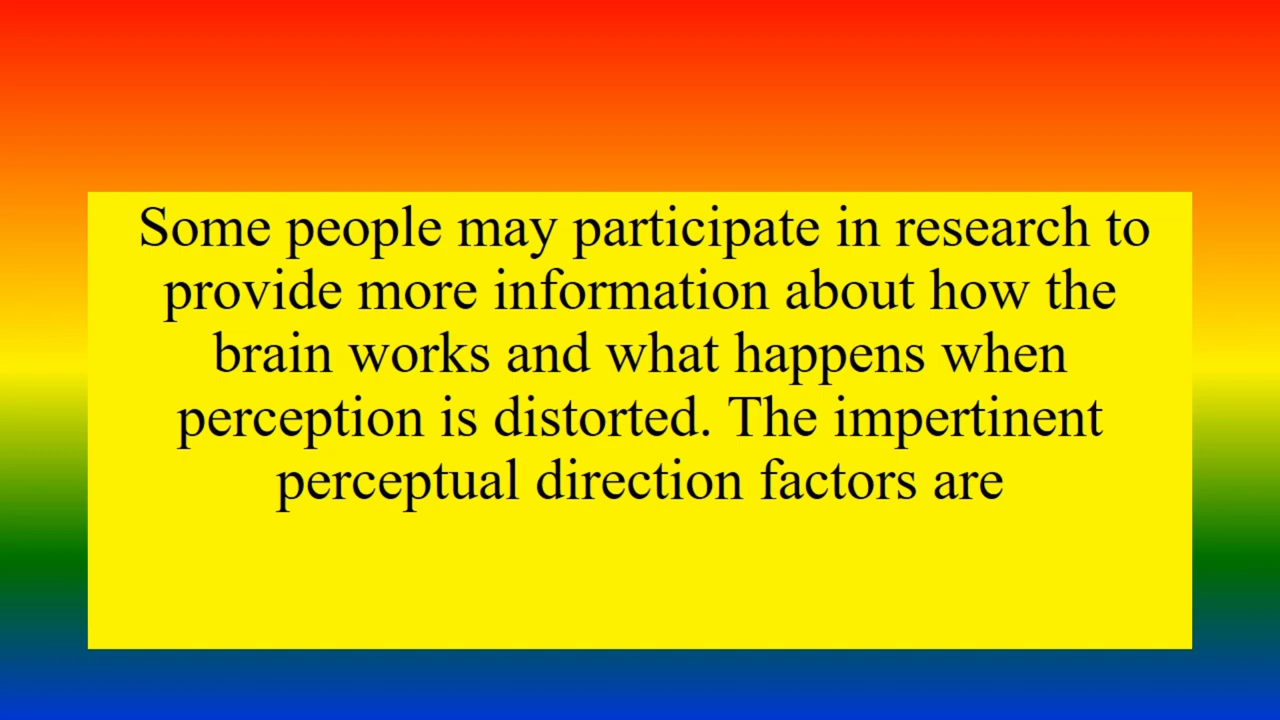 Some people may participate in research to
provide more information about how the
brain works and what happens when
perception is distorted. The impertinent
perceptual direction factors are